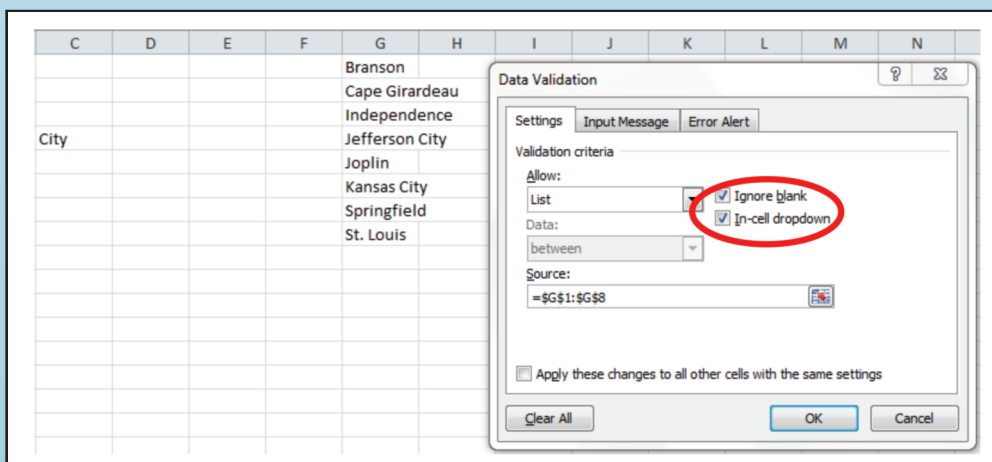 C D E F G H I J K L M N
Branson
Cape Girardeau
Independence
City Jefferson City
Joplin
Kansas City
Springfield
St. Louis
Data Validation
Settings Input Message Error Alert
Validation criteria
Allow:
List
Ignore blank
In-cell dropdown
Data:
between
Source:
=$G$1:$G$8
Apply these changes to all other cells with the same settings
Clear All OK Cancel